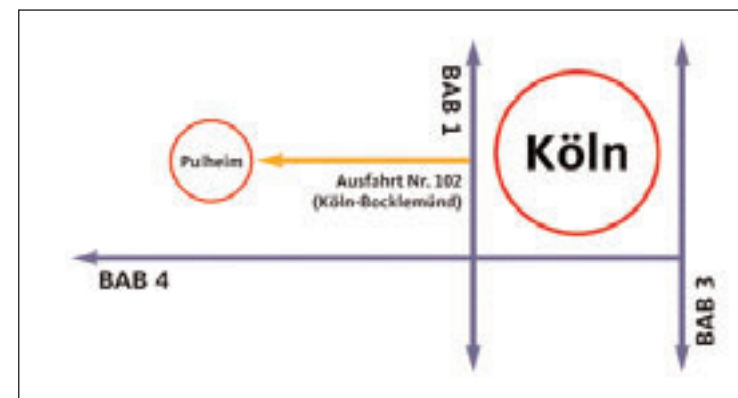 BAB 1
Köln
Pulheim
Ausfahrt Nr. 102
(Köln-Bocklemünd)
BAB 4
BAB 3